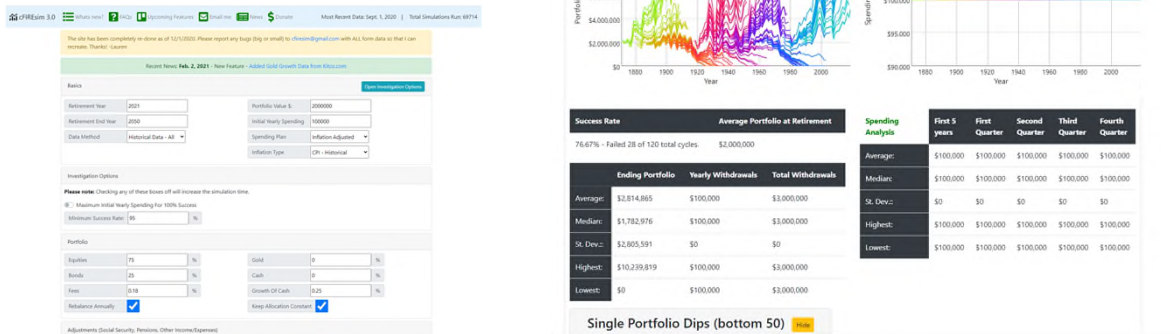 cFIREsim 3.0 Whats new? FAQs Upcoming Features Email me News Donate Most Recent Data: Sept. 1, 2020 | Total Simulations Run: 69714
The site has been completely re-done as of 12/1/2020. Please report any bugs (big or small) to cfiresim@gmail.com with ALL form data so that I can
increase. Thanks! -Lauren
Recent News: Feb. 2, 2021 - New Feature - Added Gold Growth Data from Kitco.com
Basics Open Investigation Options
Retirement Year 2021 Portfolio Value $: 2000000
Retirement End Year 2050 Initial Yearly Spending 100000
Data Method Historical Data - All Spending Plan Inflation Adjusted
Inflation Type CPI - Historical
Investigation Options
Please note: Checking any of these boxes off will increase the simulation time.
Maximum Initial Yearly Spending For 100% Success
Minimum Success Rate: 95 %
Portfolio
Equities 75 % Gold 0 %
Bonds 25 % Cash 0 %
Fees 0.18 % Growth Of Cash 0.25 %
Rebalance Annually Keep Allocation Constant
Adjustments (Social Security, Pensions, Other Income/Expenses)
Portfolio
$4,000,000
$2,000,000
$0
1880 1900 1920 1940 1960 1980 2000
Year
Spending
$100,000
$95,000
$90,000
1880 1900 1920 1940 1960 1980 2000
Year
Success Rate Average Portfolio at Retirement
76.67% - Failed 28 of 120 total cycles. $2,000,000
Ending Portfolio Yearly Withdrawals Total Withdrawals
Average: $2,814,865 $100,000 $3,000,000
Median: $1,782,976 $100,000 $3,000,000
St. Dev.: $2,805,591 $0 $0
Highest: $10,239,819 $100,000 $3,000,000
Lowest: $0 $100,000 $3,000,000
Single Portfolio Dips (bottom 50) Hide
Spending First 5 First Second Third Fourth
Analysis years Quarter Quarter Quarter Quarter
Average: $100,000 $100,000 $100,000 $100,000 $100,000
Median: $100,000 $100,000 $100,000 $100,000 $100,000
St. Dev.: $0 $0 $0 $0 $0
Highest: $100,000 $100,000 $100,000 $100,000 $100,000
Lowest: $100,000 $100,000 $100,000 $100,000 $100,000